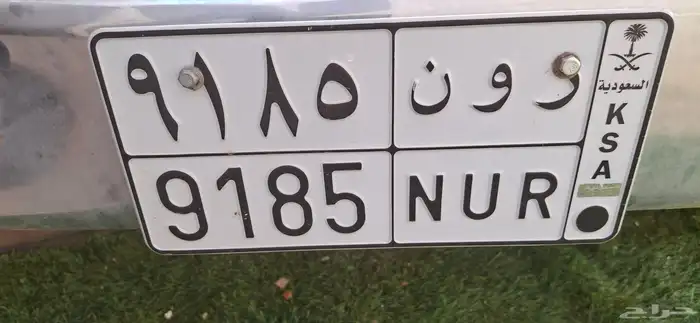 ٩١٨٥ ر و ن
9185 NUR
السعودية
K
S
A
حراج